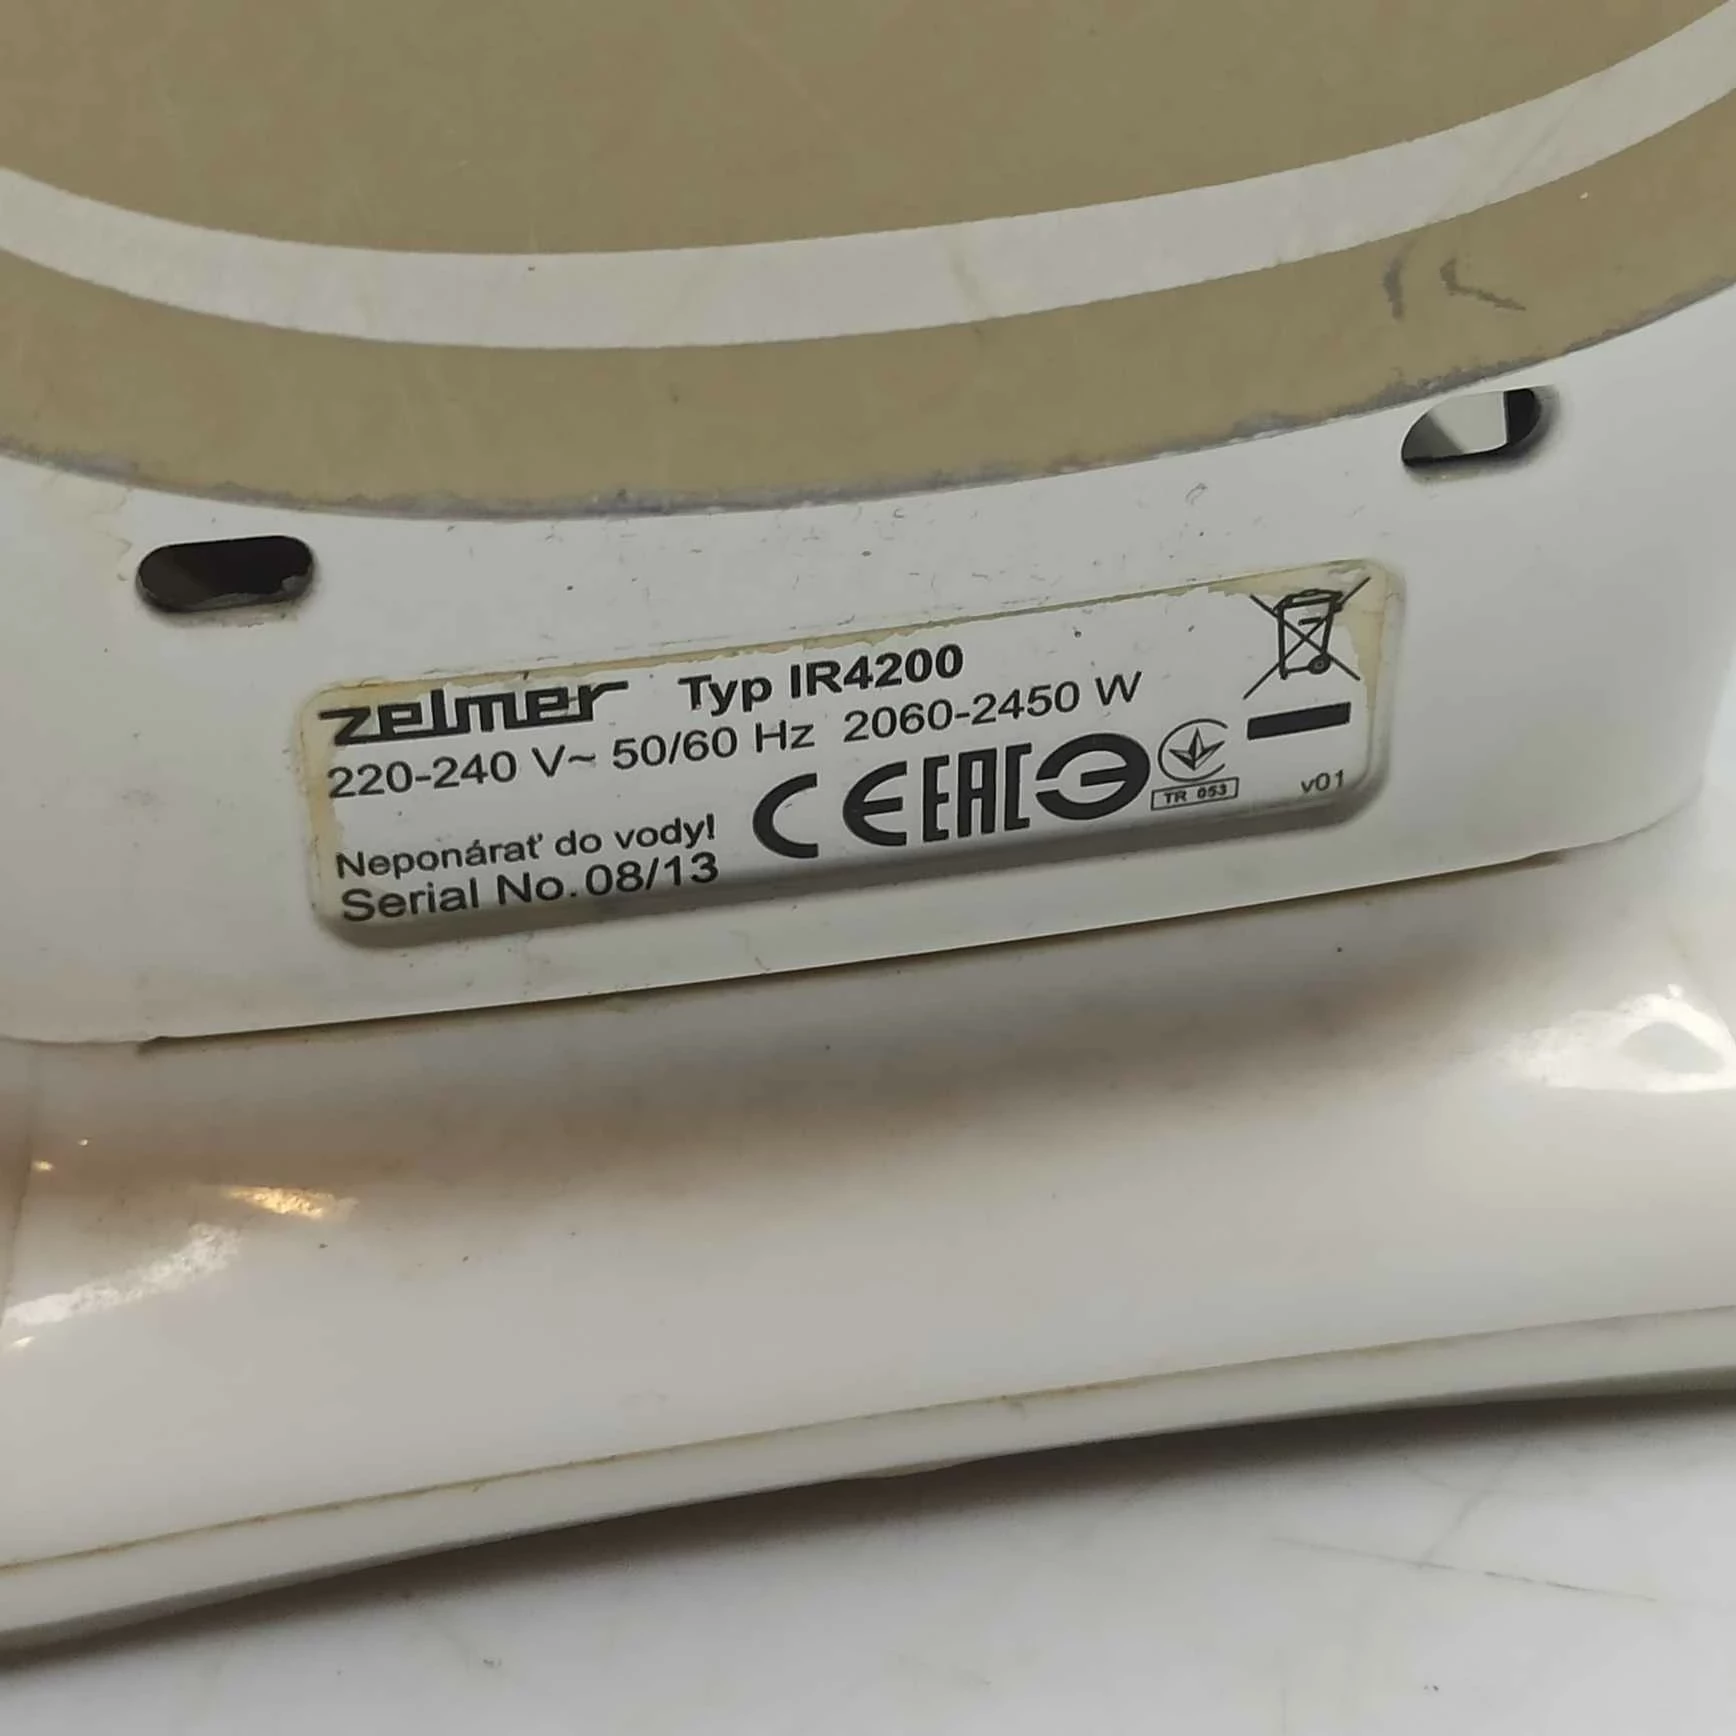 zelmer Typ IR4200
220-240 V~ 50/60 Hz 2060-2450 W
Neponárat' do vody!
Serial No. 08/13
CE EAC
TR 053
v01